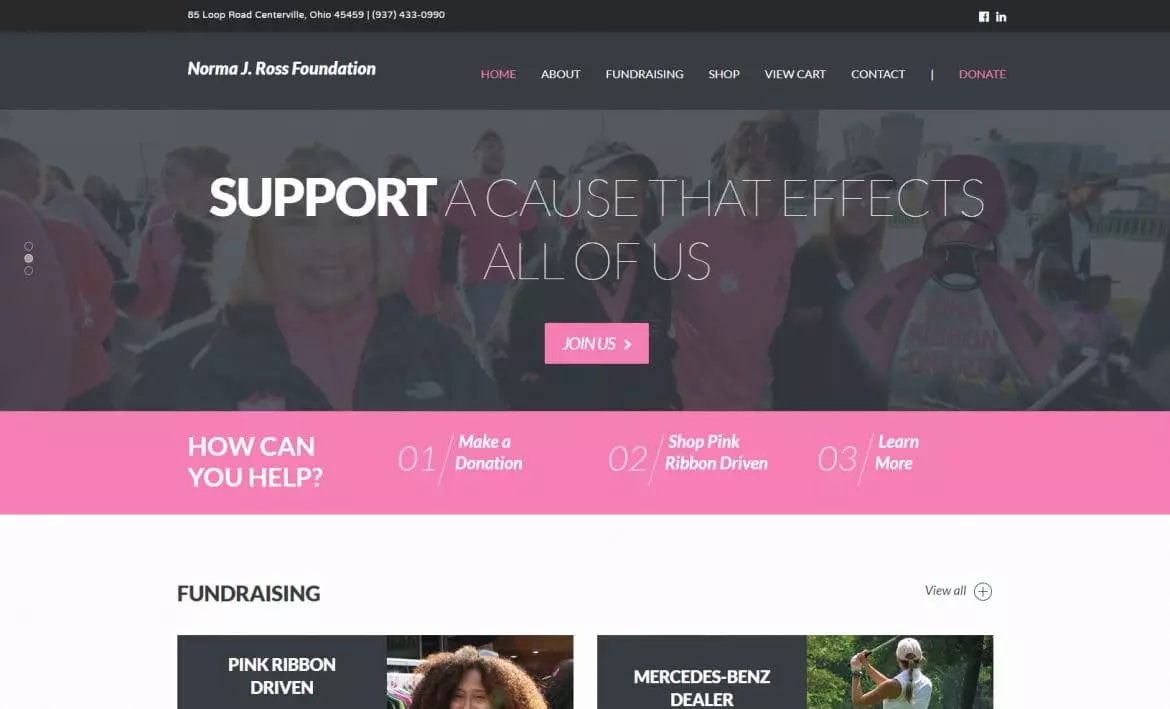 85 Loop Road Centerville, Ohio 45459 | (937) 433-0990
Norma J. Ross Foundation
HOME ABOUT FUNDRAISING SHOP VIEW CART CONTACT | DONATE
SUPPORT A CAUSE THAT EFFECTS
ALL OF US
JOIN US
HOW CAN
YOU HELP?
01 Make a
Donation
02 Shop Pink
Ribbon Driven
03 Learn
More
FUNDRAISING
View all
PINK RIBBON
DRIVEN
MERCEDES-BENZ
DEALER